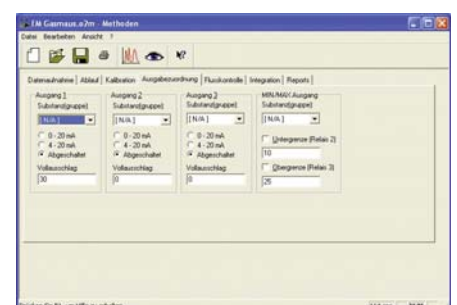 EM Gasmaus.o2m - Methoden
Datei Bearbeiten Ansicht ?
Datenaufnahme Ablauf Kalibration Ausgabezuordnung Flusskontrolle Integration Reports
Ausgang 1
Substanz(gruppe)
[N/A]
0 - 20 mA
4 - 20 mA
Abgeschaltet
Vollausschlag:
30
Ausgang 2
Substanz(gruppe)
[N/A]
0 - 20 mA
4 - 20 mA
Abgeschaltet
Vollausschlag:
0
Ausgang 3
Substanz(gruppe)
[N/A]
0 - 20 mA
4 - 20 mA
Abgeschaltet
Vollausschlag:
0
MIN/MAX Ausgang
Substanz(gruppe):
[N/A]
Untergrenze (Relais 2)
10
Obergrenze (Relais 3)
25